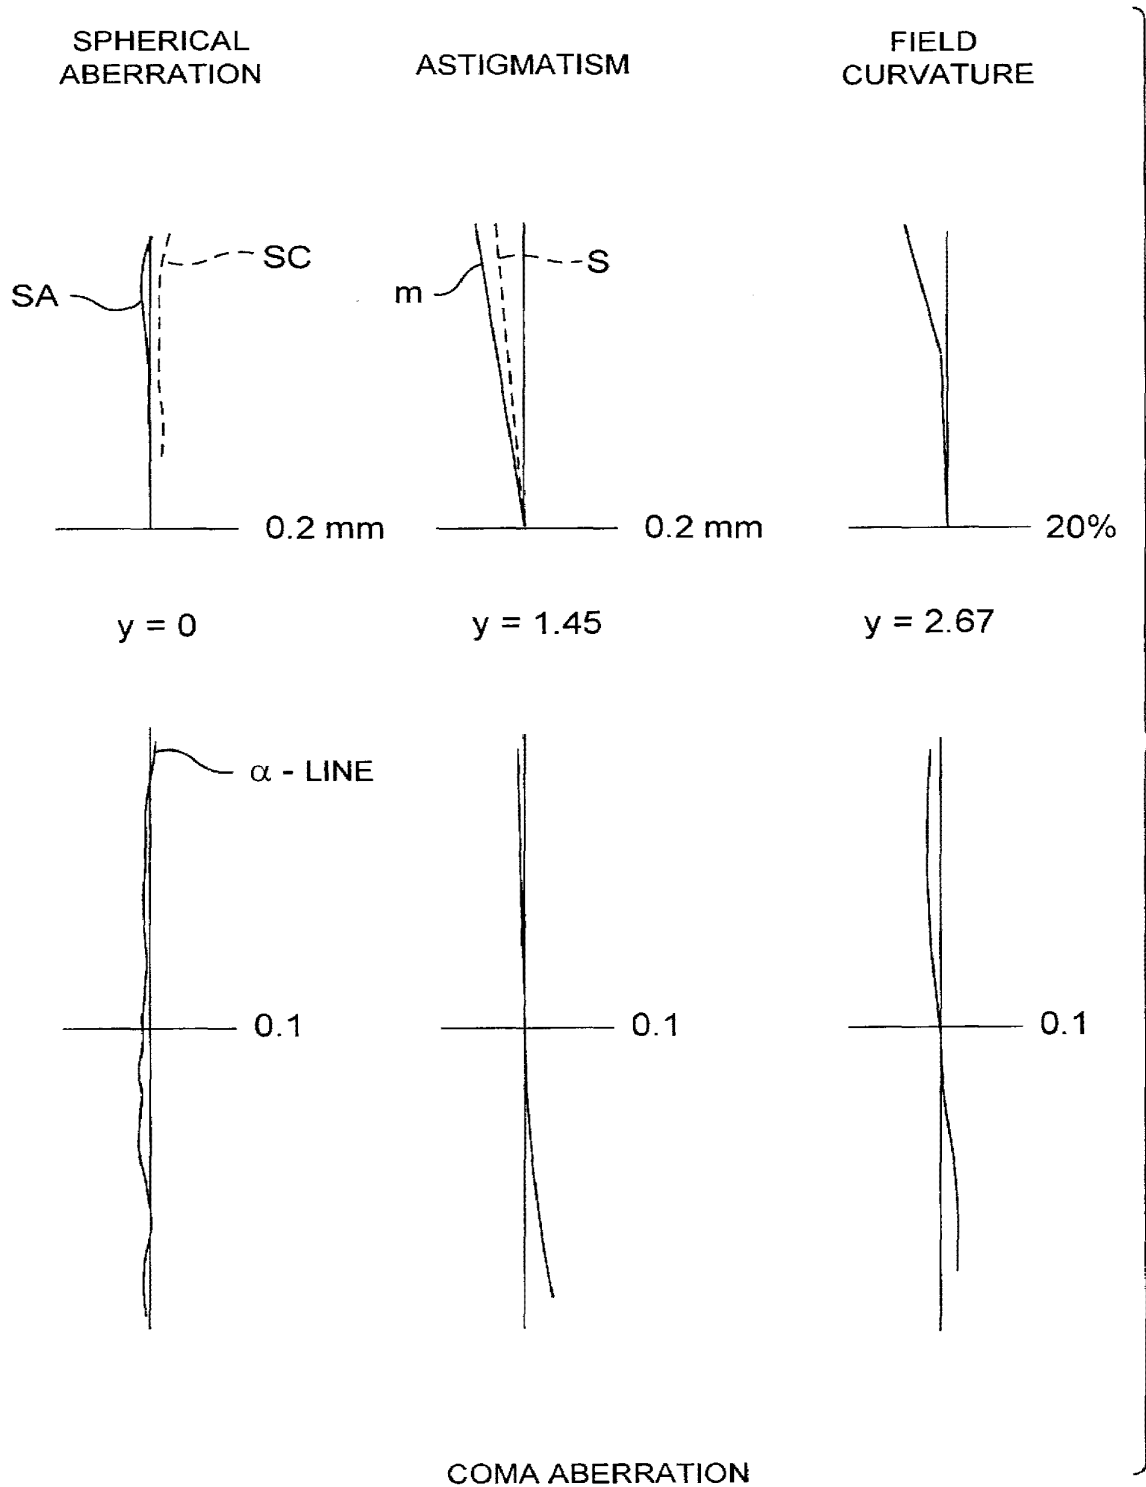 SPHERICAL
ABERRATION
ASTIGMATISM
FIELD
CURVATURE
SC
SA
S
m
0.2 mm
0.2 mm
20%
y = 0
y = 1.45
y = 2.67
α - LINE
0.1
0.1
0.1
COMA ABERRATION